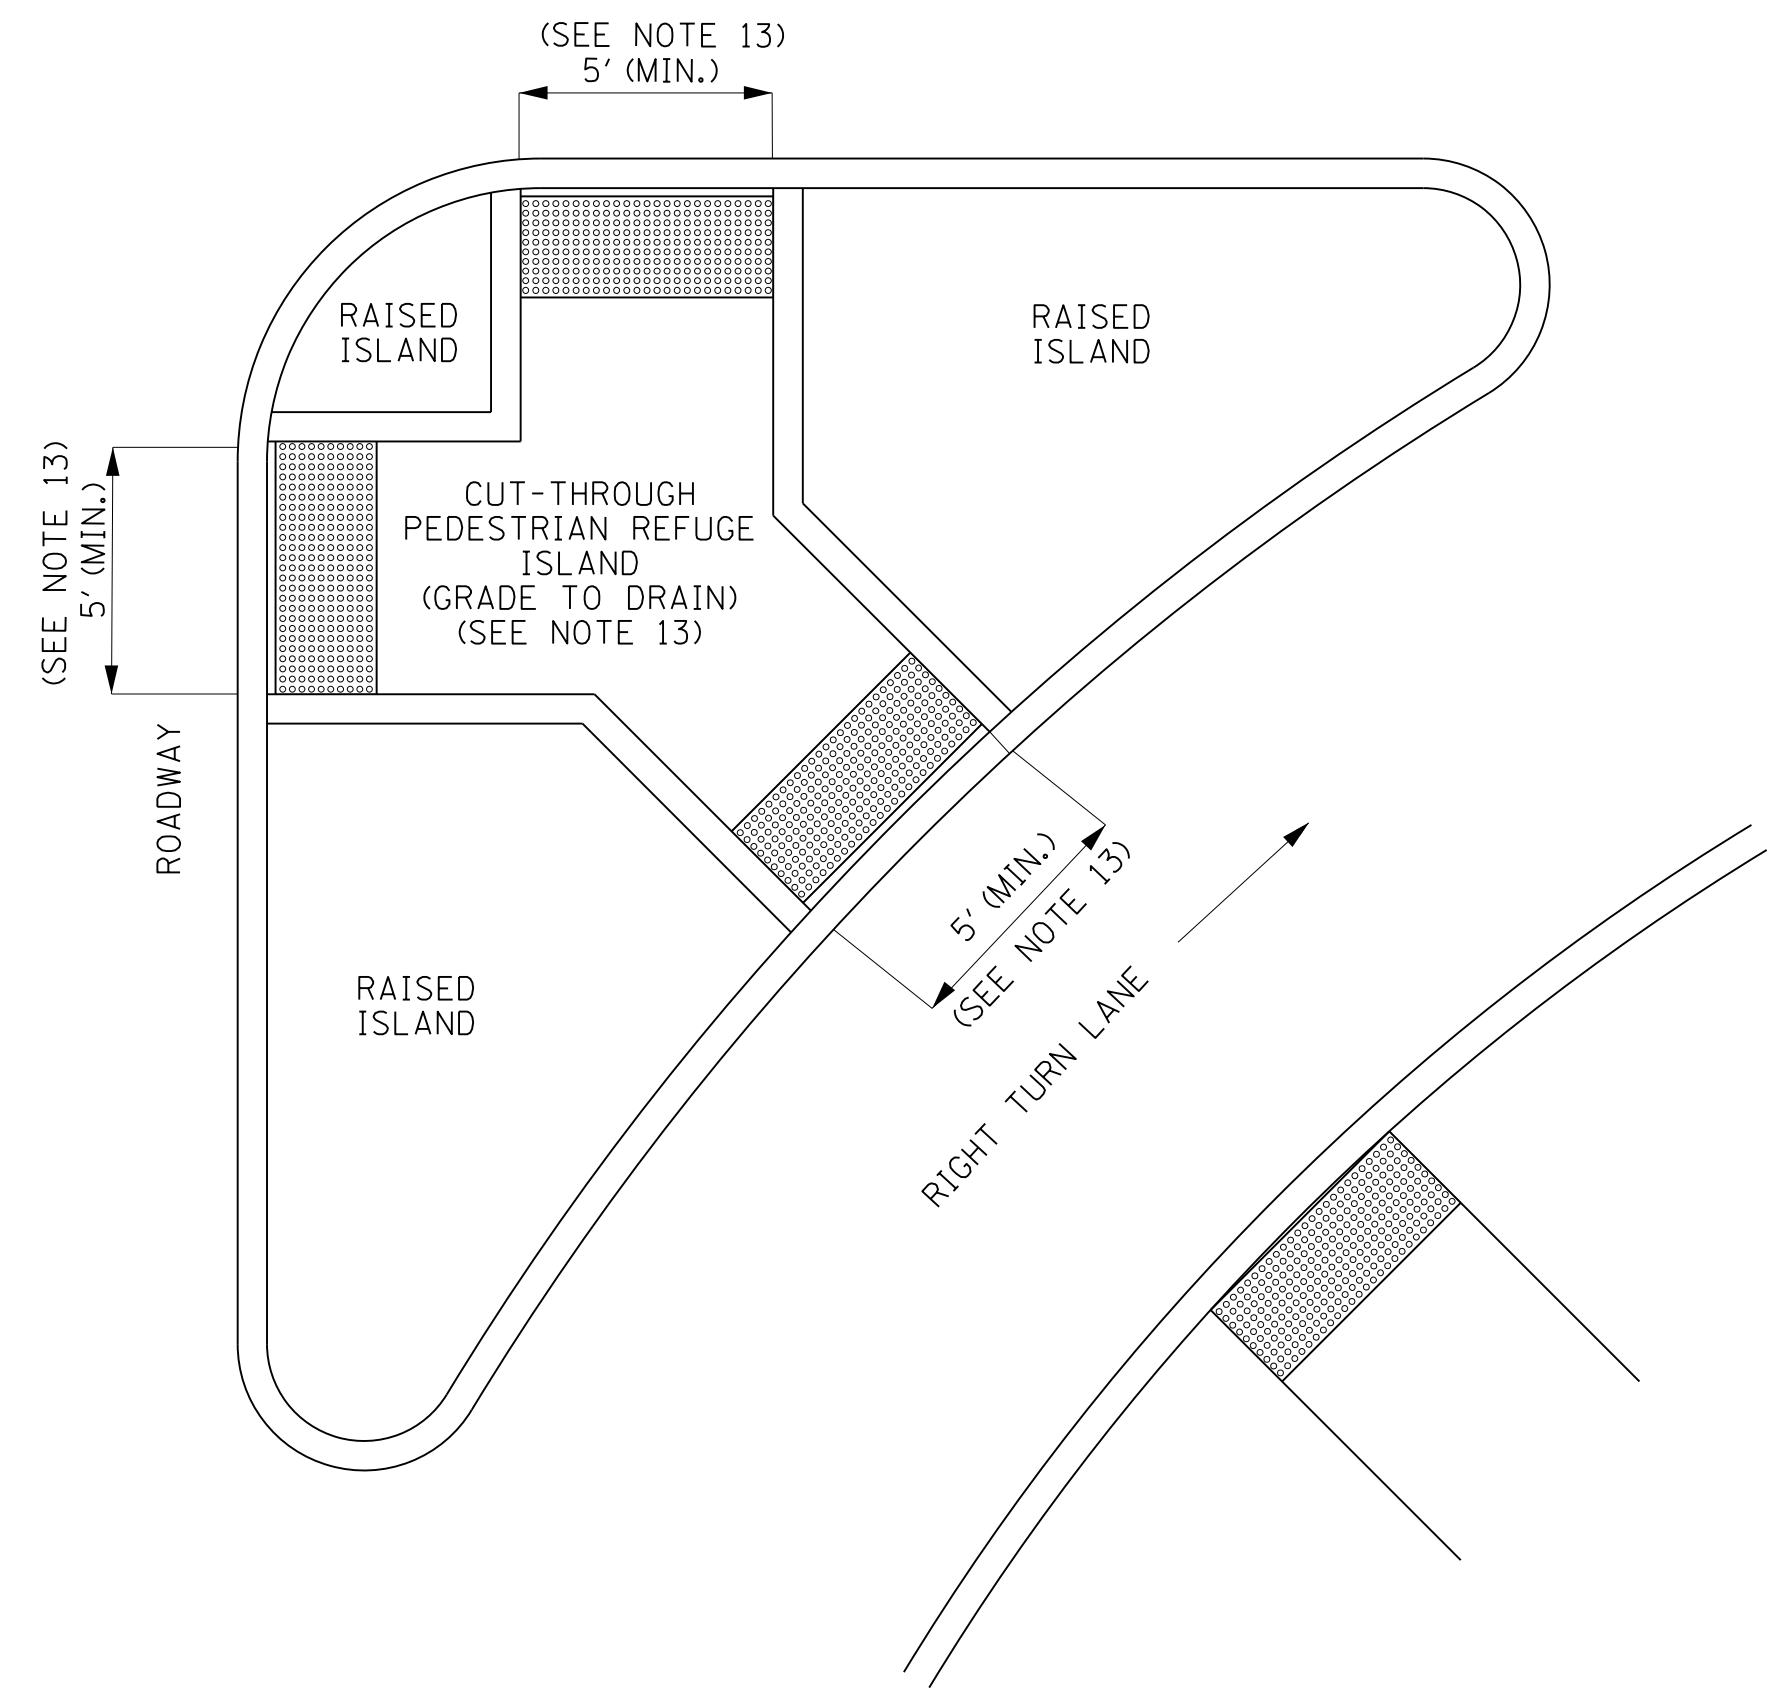 (SEE NOTE 13)
5' (MIN.)
RAISED
ISLAND
RAISED
ISLAND
(SEE NOTE 13)
5' (MIN.)
CUT-THROUGH
PEDESTRIAN REFUGE
ISLAND
(GRADE TO DRAIN)
(SEE NOTE 13)
ROADWAY
5' (MIN.)
(SEE NOTE 13)
RAISED
ISLAND
RIGHT TURN LANE